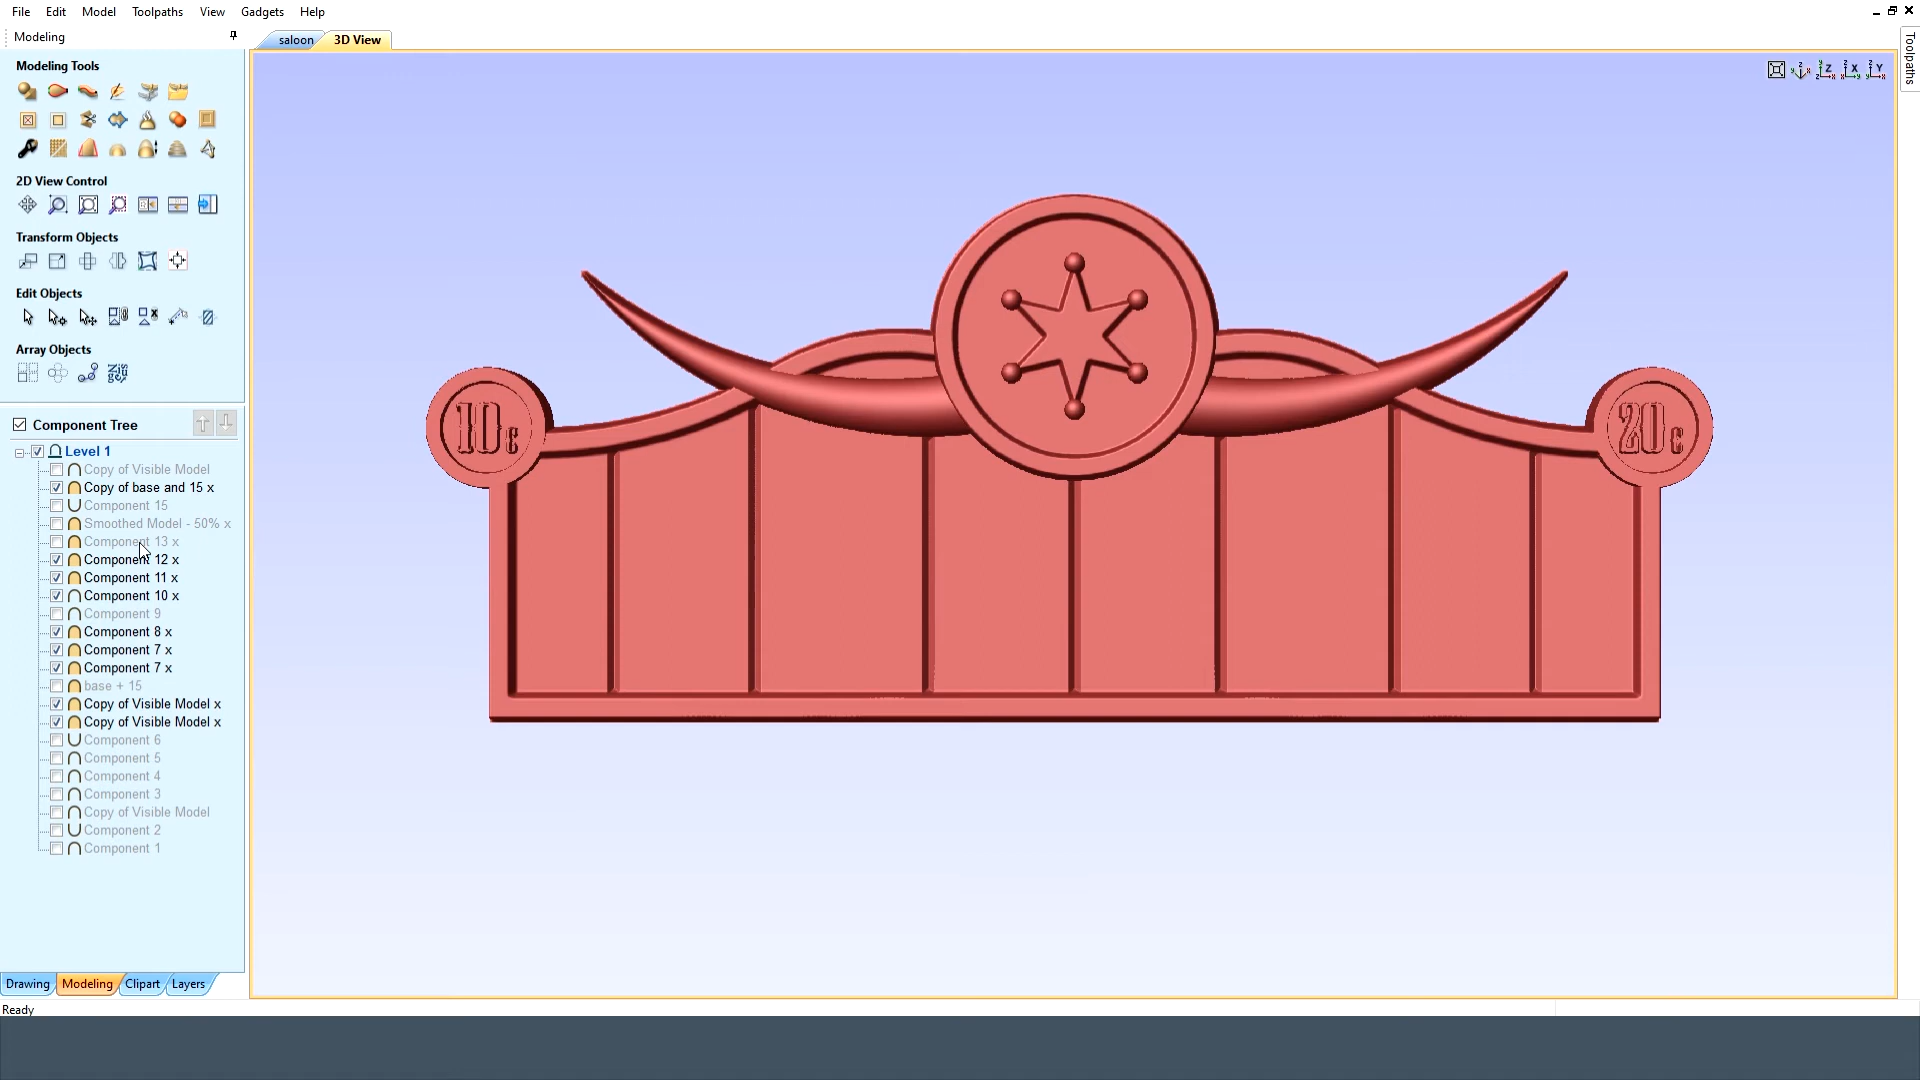 File Edit Model Toolpaths View Gadgets Help
Modeling
saloon 3D View
Toolpaths
Modeling Tools
2D View Control
Transform Objects
Edit Objects
Array Objects
Component Tree
Level 1
Copy of Visible Model
Copy of base and 15 x
Component 15
Smoothed Model - 50% x
Component 13 x
Component 12 x
Component 11 x
Component 10 x
Component 9
Component 8 x
Component 7 x
Component 7 x
base + 15
Copy of Visible Model x
Copy of Visible Model x
Component 6
Component 5
Component 4
Component 3
Copy of Visible Model
Component 2
Component 1
10¢
20¢
Drawing Modeling Clipart Layers
Ready